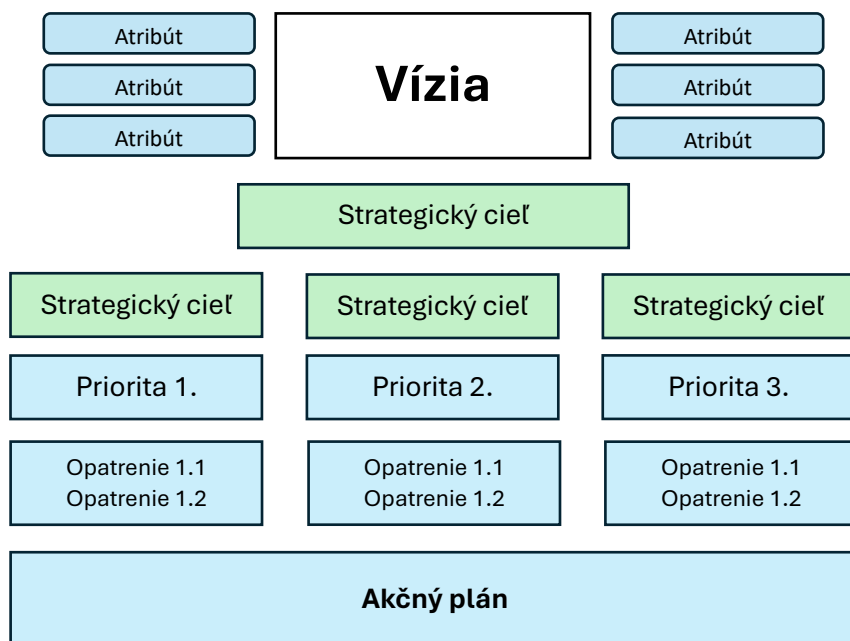 Atribút
Atribút
Atribút
Vízia
Atribút
Atribút
Atribút
Strategický cieľ
Strategický cieľ
Strategický cieľ
Strategický cieľ
Priorita 1.
Priorita 2.
Priorita 3.
Opatrenie 1.1
Opatrenie 1.2
Opatrenie 1.1
Opatrenie 1.2
Opatrenie 1.1
Opatrenie 1.2
Akčný plán